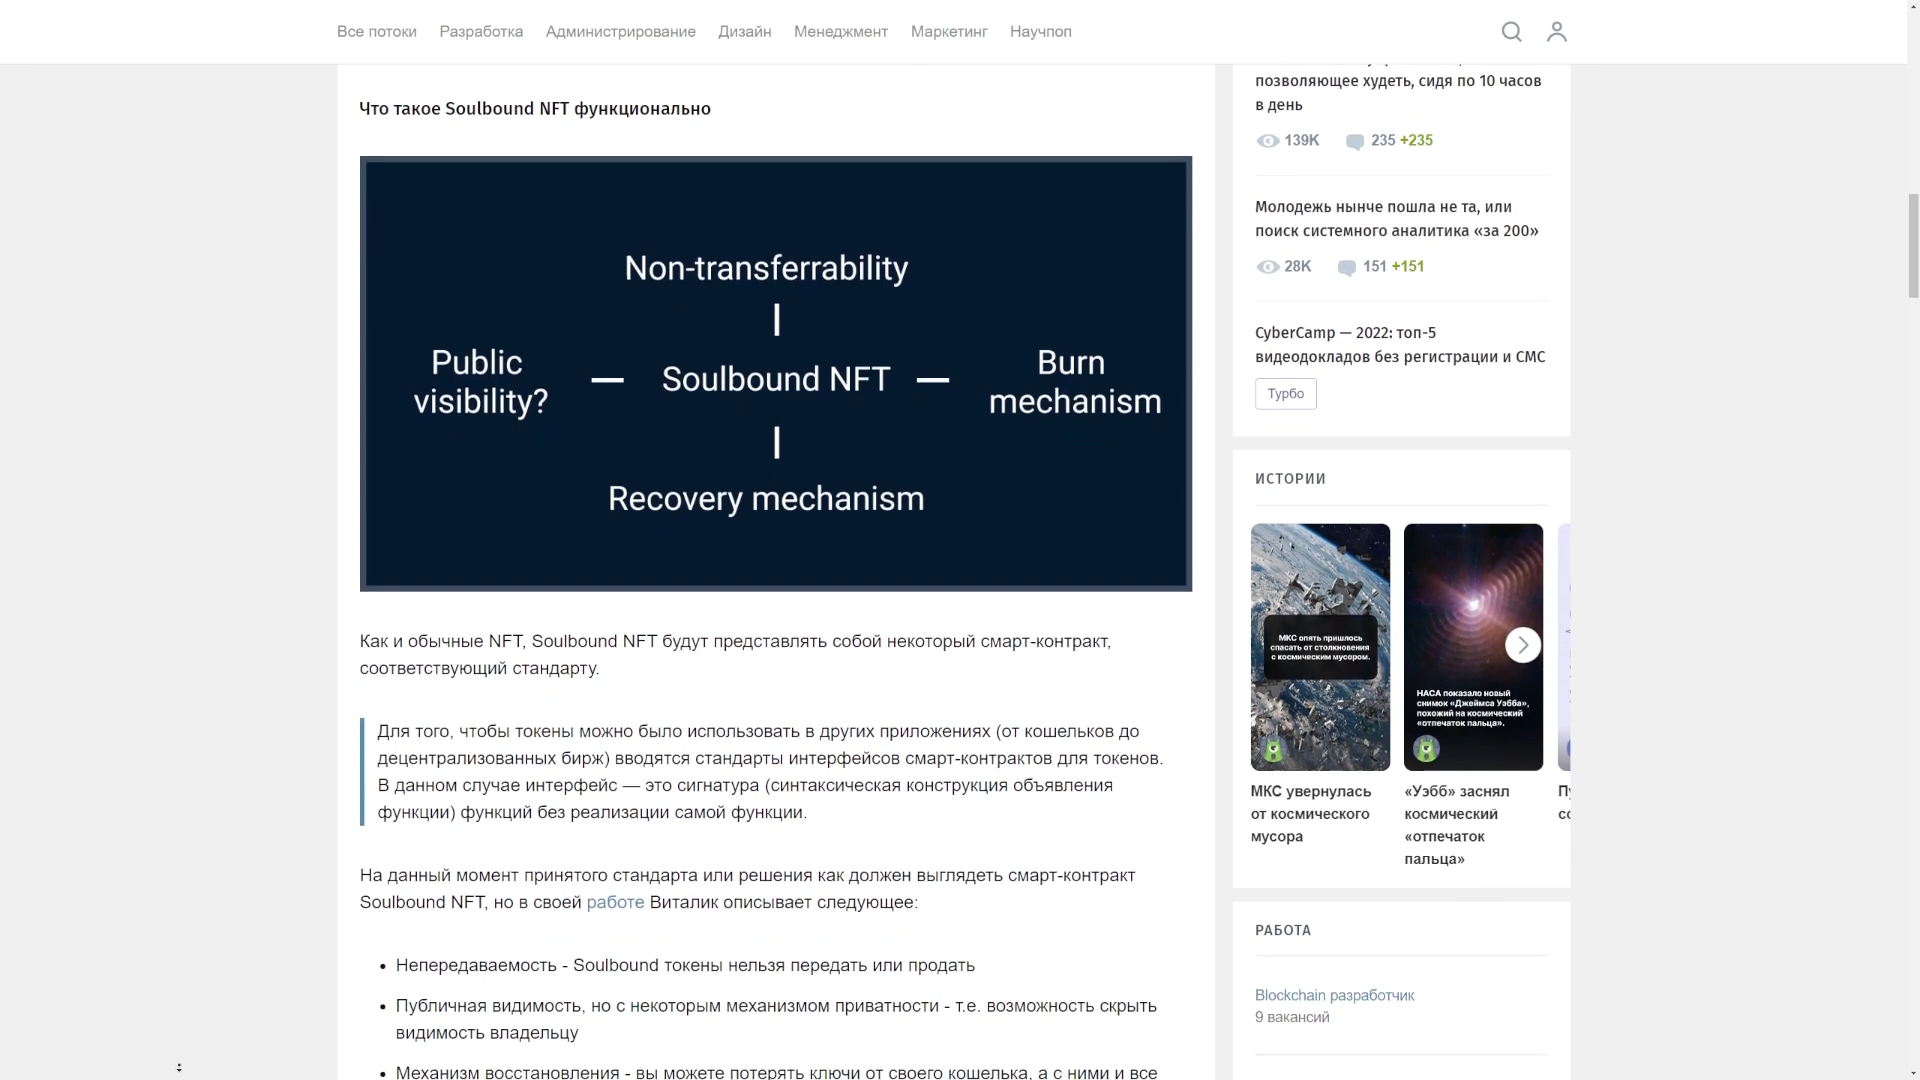 Все потоки Разработка Администрирование Дизайн Менеджмент Маркетинг Научпоп
Что такое Soulbound NFT функционально
Non-transferrability
Public
visibility?
Soulbound NFT
Burn
mechanism
Recovery mechanism
Как и обычные NFT, Soulbound NFT будут представлять собой некоторый смарт-контракт,
соответствующий стандарту.
Для того, чтобы токены можно было использовать в других приложениях (от кошельков до
децентрализованных бирж) вводятся стандарты интерфейсов смарт-контрактов для токенов.
В данном случае интерфейс — это сигнатура (синтаксическая конструкция объявления
функции) функций без реализации самой функции.
На данный момент принятого стандарта или решения как должен выглядеть смарт-контракт
Soulbound NFT, но в своей работе Виталик описывает следующее:
• Непередаваемость - Soulbound токены нельзя передать или продать
• Публичная видимость, но с некоторым механизмом приватности - т.е. возможность скрыть
видимость владельцу
• Механизм восстановления - вы можете потерять ключи от своего кошелька, а с ними и все
позволяющее худеть, сидя по 10 часов
в день
139K 235 +235
Молодежь нынче пошла не та, или
поиск системного аналитика «за 200»
28K 151 +151
CyberCamp — 2022: топ-5
видеодокладов без регистрации и СМС
Турбо
ИСТОРИИ
МКС опять пришлось
спасать от столкновения
с космическим мусором.
МКС увернулась
от космического
мусора
НАСА показало новый
снимок «Джеймса Уэбба»,
похожий на космический
«отпечаток пальца».
«Уэбб» заснял
космический
«отпечаток
пальца»
РАБОТА
Blockchain разработчик
9 вакансий